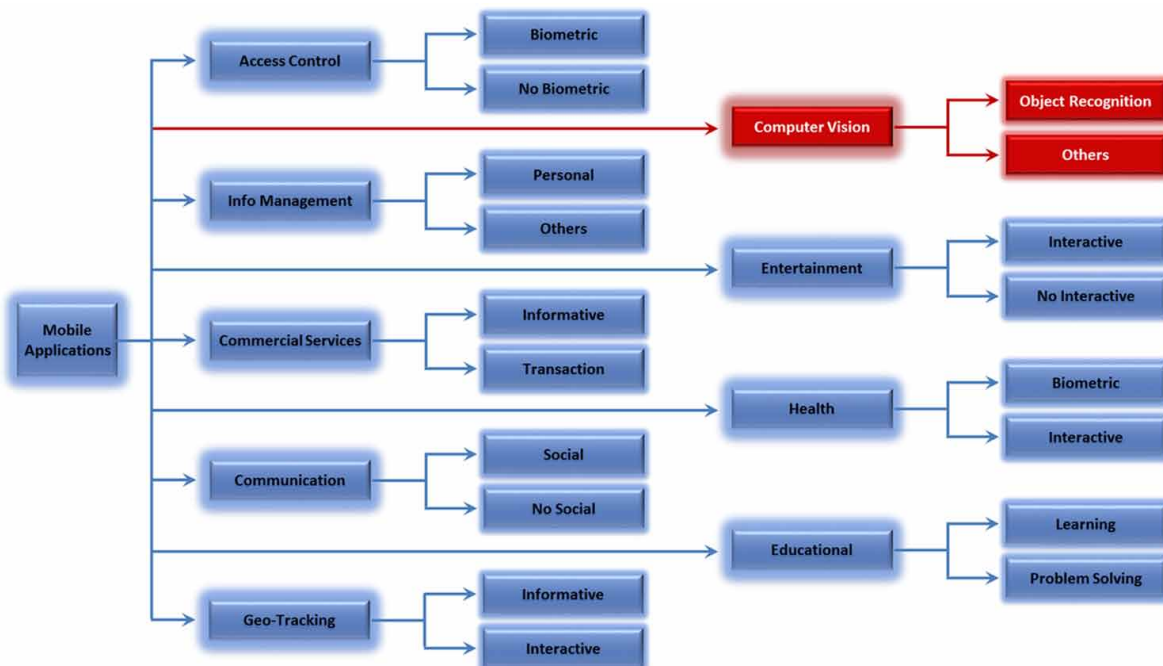 Mobile
Applications
Access Control
Biometric
No Biometric
Computer Vision
Object Recognition
Others
Info Management
Personal
Others
Entertainment
Interactive
No Interactive
Commercial Services
Informative
Transaction
Health
Biometric
Interactive
Communication
Social
No Social
Educational
Learning
Problem Solving
Geo-Tracking
Informative
Interactive